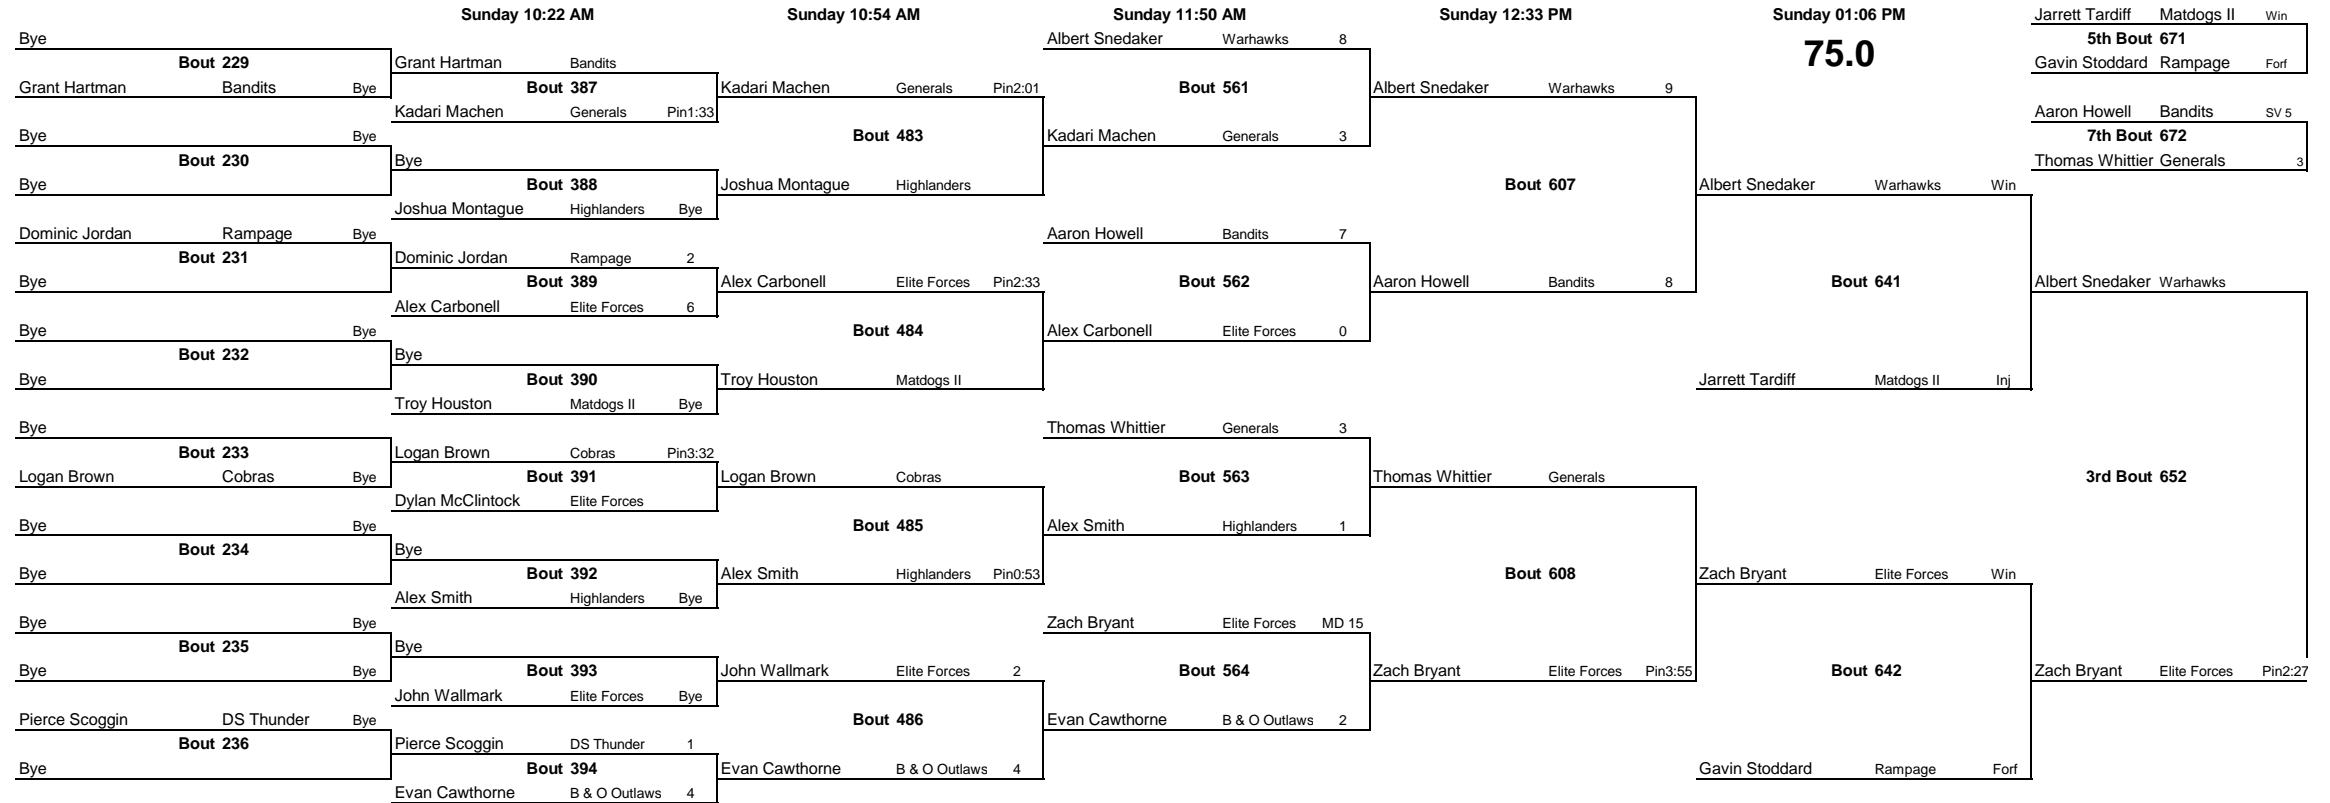 Sunday 10:22 AM Sunday 10:54 AM Sunday 11:50 AM Sunday 12:33 PM Sunday 01:06 PM Jarrett Tardiff Matdogs II Win
Bye Albert Snedaker Warhawks 8 75.0 5th Bout 671
Bout 229 Grant Hartman Bandits Gavin Stoddard Rampage Forf
Grant Hartman Bandits Bye Bout 387 Kadari Machen Generals Pin2:01 Bout 561 Albert Snedaker Warhawks 9
Kadari Machen Generals Pin1:33 Aaron Howell Bandits SV 5
Bye Bye Bout 483 Kadari Machen Generals 3 7th Bout 672
Bout 230 Bye Thomas Whittier Generals 3
Bye Bout 388 Joshua Montague Highlanders Bout 607 Albert Snedaker Warhawks Win
Joshua Montague Highlanders Bye
Dominic Jordan Rampage Bye Aaron Howell Bandits 7
Bout 231 Dominic Jordan Rampage 2
Bye Bout 389 Alex Carbonell Elite Forces Pin2:33 Bout 562 Aaron Howell Bandits 8 Bout 641 Albert Snedaker Warhawks
Alex Carbonell Elite Forces 6
Bye Bye Bout 484 Alex Carbonell Elite Forces 0
Bout 232 Bye
Bye Bout 390 Troy Houston Matdogs II Jarrett Tardiff Matdogs II Inj
Troy Houston Matdogs II Bye
Bye Thomas Whittier Generals 3
Bout 233 Logan Brown Cobras Pin3:32
Logan Brown Cobras Bye Bout 391 Logan Brown Cobras Bout 563 Thomas Whittier Generals 3rd Bout 652
Dylan McClintock Elite Forces
Bye Bye Bout 485 Alex Smith Highlanders 1
Bout 234 Bye
Bye Bout 392 Alex Smith Highlanders Pin0:53 Bout 608 Zach Bryant Elite Forces Win
Alex Smith Highlanders Bye
Bye Bye Zach Bryant Elite Forces MD 15
Bout 235 Bye
Bye Bye Bout 393 John Wallmark Elite Forces 2 Bout 564 Zach Bryant Elite Forces Pin3:55 Bout 642 Zach Bryant Elite Forces Pin2:27
John Wallmark Elite Forces Bye
Pierce Scoggin DS Thunder Bye Bout 486 Evan Cawthorne B & O Outlaws 2
Bout 236 Pierce Scoggin DS Thunder 1
Bye Bout 394 Evan Cawthorne B & O Outlaws 4 Gavin Stoddard Rampage Forf
Evan Cawthorne B & O Outlaws 4